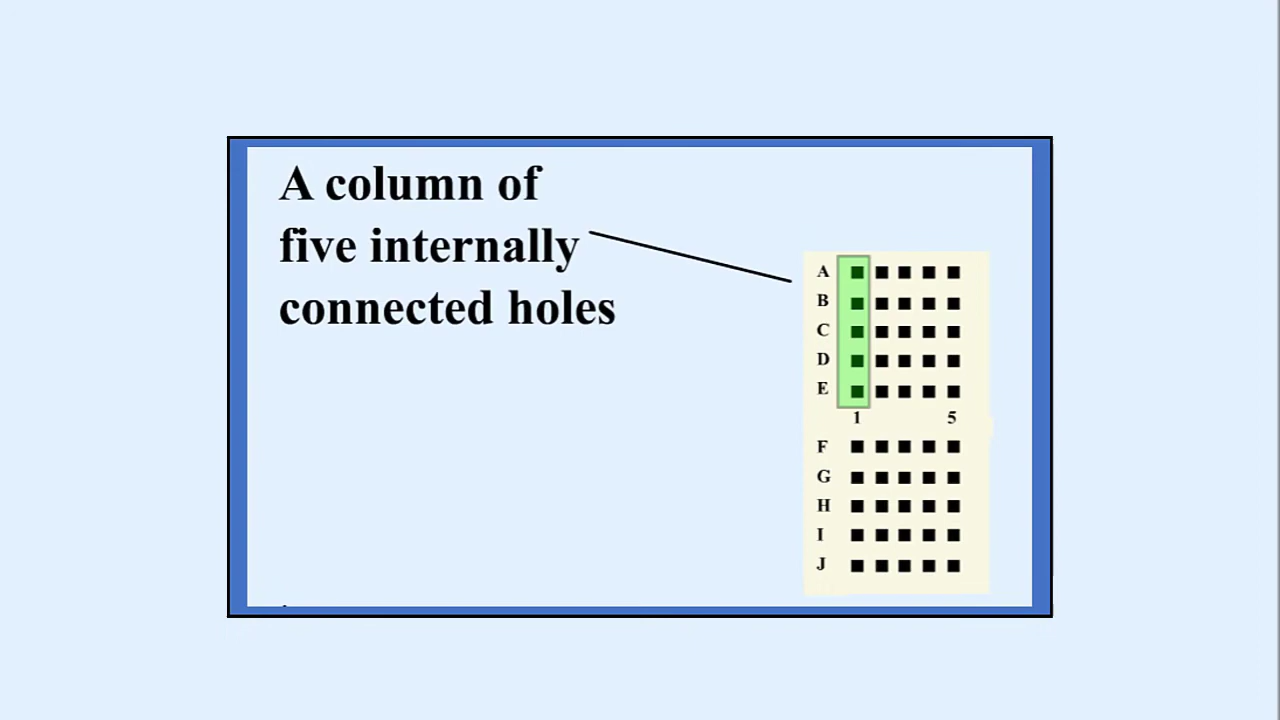 A column of
five internally
connected holes
A
B
C
D
E
1 5
F
G
H
I
J